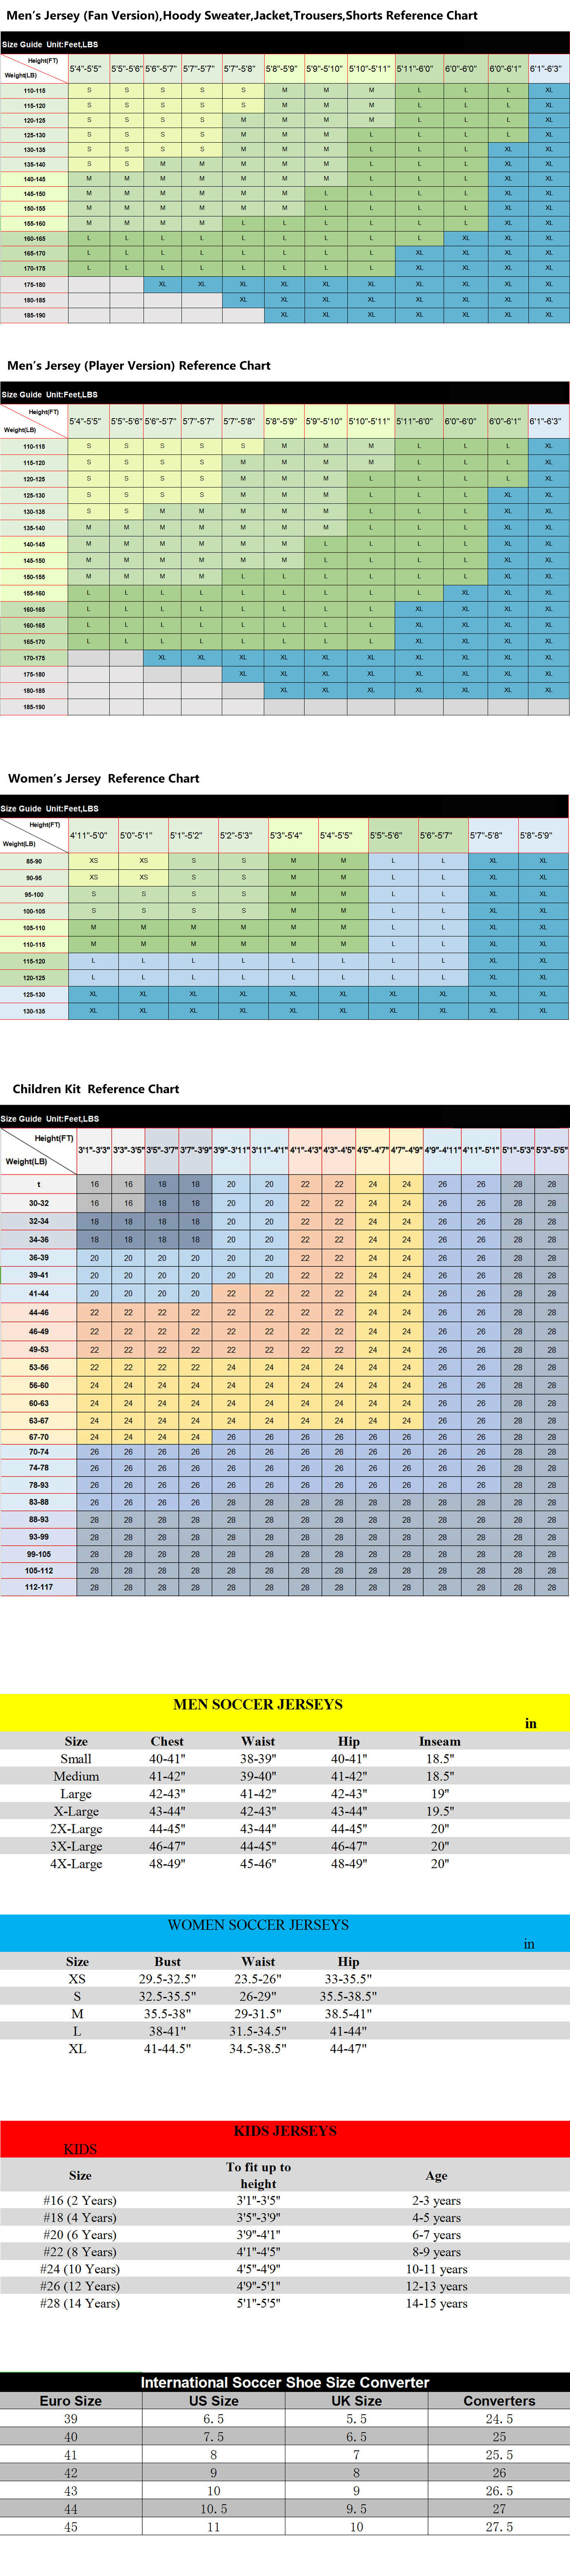 Men's Jersey (Fan Version),Hoody Sweater,Jacket,Trousers,Shorts Reference Chart
Size Guide Unit:Feet,LBS
Height(FT) 5'4"-5'5" 5'5"-5'6" 5'6"-5'7" 5'7"-5'7" 5'7"-5'8" 5'8"-5'9" 5'9"-5'10" 5'10"-5'11" 5'11"-6'0" 6'0"-6'0" 6'0"-6'1" 6'1"-6'3"
Weight(LB)
110-115 S S S S S M M M L L L XL
115-120 S S S S S M M M L L L XL
120-125 S S S S M M M M L L L XL
125-130 S S S S M M M L L L L XL
130-135 S S S S M M M L L L XL XL
135-140 S S M M M M M L L L XL XL
140-145 M M M M M M M L L L XL XL
145-150 M M M M M M L L L L XL XL
150-155 M M M M M M L L L L XL XL
155-160 M M M M L L L L L L XL XL
160-165 L L L L L L L L L XL XL XL
165-170 L L L L L L L L XL XL XL XL
170-175 L L L L L L L L XL XL XL XL
175-180 XL XL XL XL XL XL XL XL XL XL
180-185 XL XL XL XL XL XL XL XL
185-190 XL XL XL XL XL XL XL
Men's Jersey (Player Version) Reference Chart
Size Guide Unit:Feet,LBS
Height(FT) 5'4"-5'5" 5'5"-5'6" 5'6"-5'7" 5'7"-5'7" 5'7"-5'8" 5'8"-5'9" 5'9"-5'10" 5'10"-5'11" 5'11"-6'0" 6'0"-6'0" 6'0"-6'1" 6'1"-6'3"
Weight(LB)
110-115 S S S S S M M M L L L XL
115-120 S S S S M M M M L L L XL
120-125 S S S S M M M L L L L XL
125-130 S S S S M M M L L L XL XL
130-135 S S M M M M M L L L XL XL
135-140 M M M M M M M L L L XL XL
140-145 M M M M M M L L L L XL XL
145-150 M M M M M M L L L L XL XL
150-155 M M M M L L L L L L XL XL
155-160 L L L L L L L L L XL XL XL
160-165 L L L L L L L L XL XL XL XL
160-165 L L L L L L L L XL XL XL XL
165-170 L L L L L L L L XL XL XL XL
170-175 XL XL XL XL XL XL XL XL XL XL
175-180 XL XL XL XL XL XL XL XL
180-185 XL XL XL XL XL XL XL
185-190
Women's Jersey Reference Chart
Size Guide Unit:Feet,LBS
Height(FT) 4'11"-5'0" 5'0"-5'1" 5'1"-5'2" 5'2"-5'3" 5'3"-5'4" 5'4"-5'5" 5'5"-5'6" 5'6"-5'7" 5'7"-5'8" 5'8"-5'9"
Weight(LB)
85-90 XS XS S S M M L L XL XL
90-95 XS XS S S M M L L XL XL
95-100 S S S S M M L L XL XL
100-105 S S S S M M L L XL XL
105-110 M M M M M M L L XL XL
110-115 M M M M M M L L XL XL
115-120 L L L L L L L L XL XL
120-125 L L L L L L L L XL XL
125-130 XL XL XL XL XL XL XL XL XL XL
130-135 XL XL XL XL XL XL XL XL XL XL
Children Kit Reference Chart
Size Guide Unit:Feet,LBS
Height(FT) 3'1"-3'3" 3'3"-3'5" 3'5"-3'7" 3'7"-3'9" 3'9"-3'11" 3'11"-4'1" 4'1"-4'3" 4'3"-4'5" 4'5"-4'7" 4'7"-4'9" 4'9"-4'11" 4'11"-5'1" 5'1"-5'3" 5'3"-5'5"
Weight(LB)
t 16 16 18 18 20 20 22 22 24 24 26 26 28 28
30-32 16 16 18 18 20 20 22 22 24 24 26 26 28 28
32-34 18 18 18 18 20 20 22 22 24 24 26 26 28 28
34-36 18 18 18 18 20 20 22 22 24 24 26 26 28 28
36-39 20 20 20 20 20 20 22 22 24 24 26 26 28 28
39-41 20 20 20 20 20 20 22 22 24 24 26 26 28 28
41-44 20 20 20 20 22 22 22 22 24 24 26 26 28 28
44-46 22 22 22 22 22 22 22 22 24 24 26 26 28 28
46-49 22 22 22 22 22 22 22 22 24 24 26 26 28 28
49-53 22 22 22 22 22 22 22 22 24 24 26 26 28 28
53-56 22 22 22 22 24 24 24 24 24 24 26 26 28 28
56-60 24 24 24 24 24 24 24 24 24 24 26 26 28 28
60-63 24 24 24 24 24 24 24 24 24 24 26 26 28 28
63-67 24 24 24 24 24 24 24 24 24 24 26 26 28 28
67-70 24 24 24 24 26 26 26 26 26 26 26 26 28 28
70-74 26 26 26 26 26 26 26 26 26 26 26 26 28 28
74-78 26 26 26 26 26 26 26 26 26 26 26 26 28 28
78-93 26 26 26 26 26 26 26 26 26 26 26 26 28 28
83-88 26 26 26 26 28 28 28 28 28 28 28 28 28 28
88-93 28 28 28 28 28 28 28 28 28 28 28 28 28 28
93-99 28 28 28 28 28 28 28 28 28 28 28 28 28 28
99-105 28 28 28 28 28 28 28 28 28 28 28 28 28 28
105-112 28 28 28 28 28 28 28 28 28 28 28 28 28 28
112-117 28 28 28 28 28 28 28 28 28 28 28 28 28 28
MEN SOCCER JERSEYS
in
Size Chest Waist Hip Inseam
Small 40-41" 38-39" 40-41" 18.5"
Medium 41-42" 39-40" 41-42" 18.5"
Large 42-43" 41-42" 42-43" 19"
X-Large 43-44" 42-43" 43-44" 19.5"
2X-Large 44-45" 43-44" 44-45" 20"
3X-Large 46-47" 44-45" 46-47" 20"
4X-Large 48-49" 45-46" 48-49" 20"
WOMEN SOCCER JERSEYS
in
Size Bust Waist Hip
XS 29.5-32.5" 23.5-26" 33-35.5"
S 32.5-35.5" 26-29" 35.5-38.5"
M 35.5-38" 29-31.5" 38.5-41"
L 38-41" 31.5-34.5" 41-44"
XL 41-44.5" 34.5-38.5" 44-47"
KIDS JERSEYS
KIDS
Size To fit up to height Age
#16 (2 Years) 3'1"-3'5" 2-3 years
#18 (4 Years) 3'5"-3'9" 4-5 years
#20 (6 Years) 3'9"-4'1" 6-7 years
#22 (8 Years) 4'1"-4'5" 8-9 years
#24 (10 Years) 4'5"-4'9" 10-11 years
#26 (12 Years) 4'9"-5'1" 12-13 years
#28 (14 Years) 5'1"-5'5" 14-15 years
International Soccer Shoe Size Converter
Euro Size US Size UK Size Converters
39 6.5 5.5 24.5
40 7.5 6.5 25
41 8 7 25.5
42 9 8 26
43 10 9 26.5
44 10.5 9.5 27
45 11 10 27.5